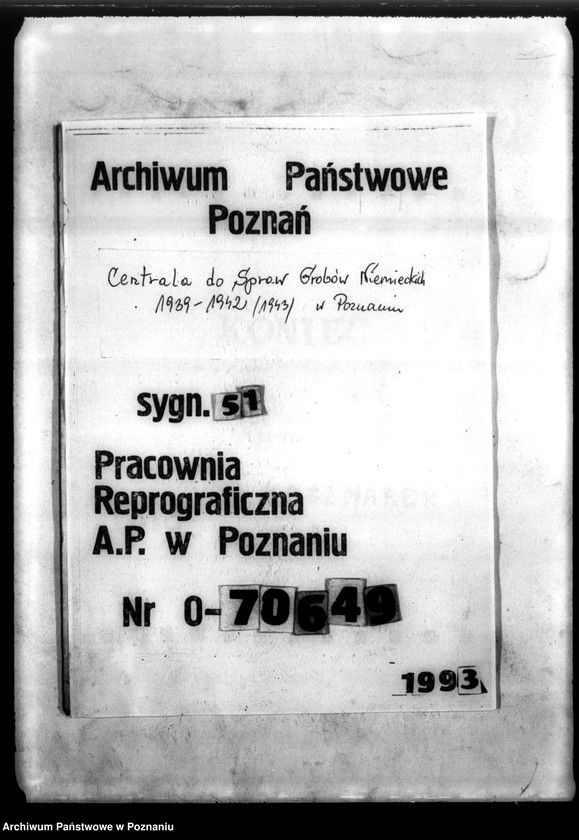 Archiwum Państwowe
Poznań
Centrala do Spraw Grobów Niemieckich
1939-1942 /1943/ w Poznaniu
sygn. 51
Pracownia
Reprograficzna
A.P. w Poznaniu
Nr 0-70649
1993
Archiwum Państwowe w Poznaniu